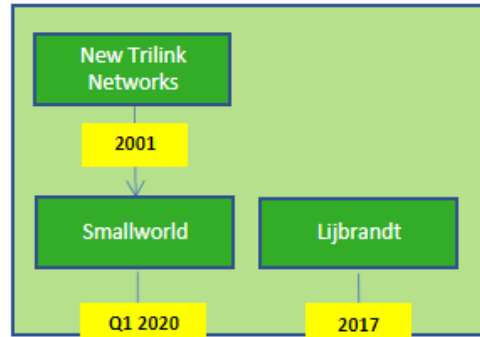 New Trilink
Networks
2001
Smallworld
Lijbrandt
Q1 2020
2017